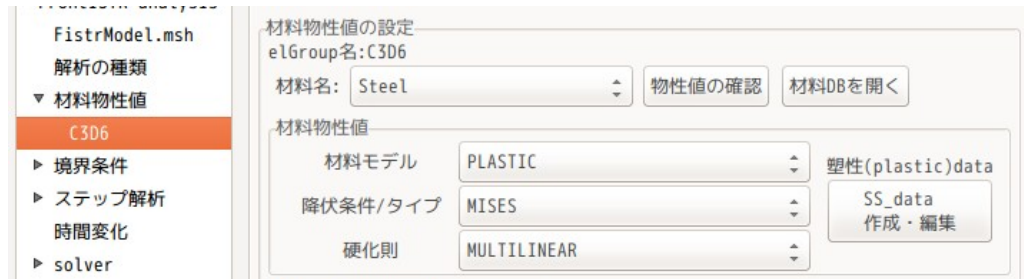 FistrModel.msh
解析の種類
▼ 材料物性値
C3D6
▶ 境界条件
▶ ステップ解析
時間変化
▶ solver
材料物性値の設定
elGroup名:C3D6
材料名: Steel 物性値の確認 材料DBを開く
材料物性値
材料モデル PLASTIC 塑性(plastic)data
降伏条件/タイプ MISES SS_data
作成・編集
硬化則 MULTILINEAR